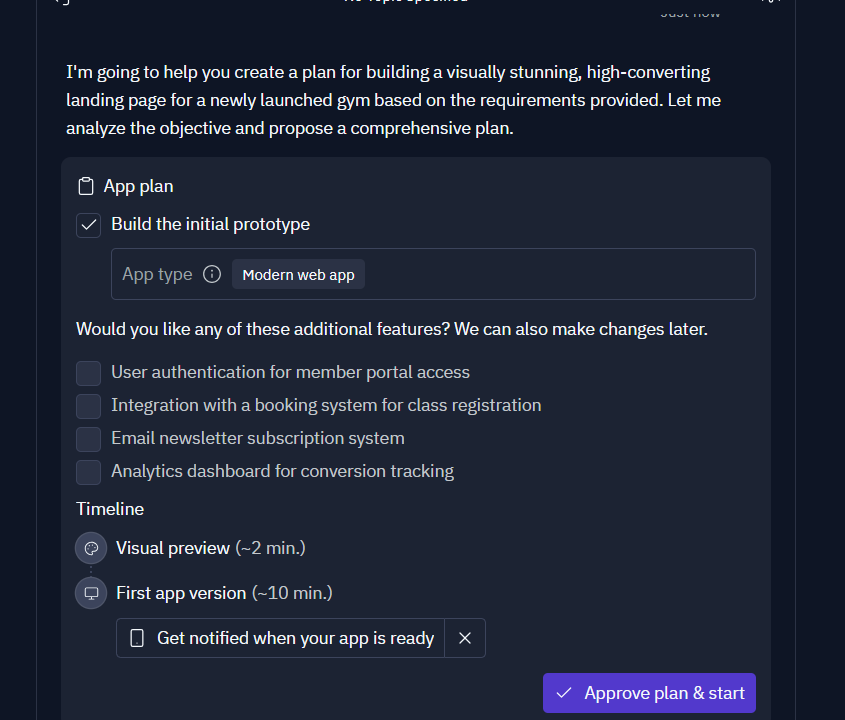 I'm going to help you create a plan for building a visually stunning, high-converting
landing page for a newly launched gym based on the requirements provided. Let me
analyze the objective and propose a comprehensive plan.
App plan
Build the initial prototype
App type Modern web app
Would you like any of these additional features? We can also make changes later.
User authentication for member portal access
Integration with a booking system for class registration
Email newsletter subscription system
Analytics dashboard for conversion tracking
Timeline
Visual preview (~2 min.)
First app version (~10 min.)
Get notified when your app is ready
Approve plan & start